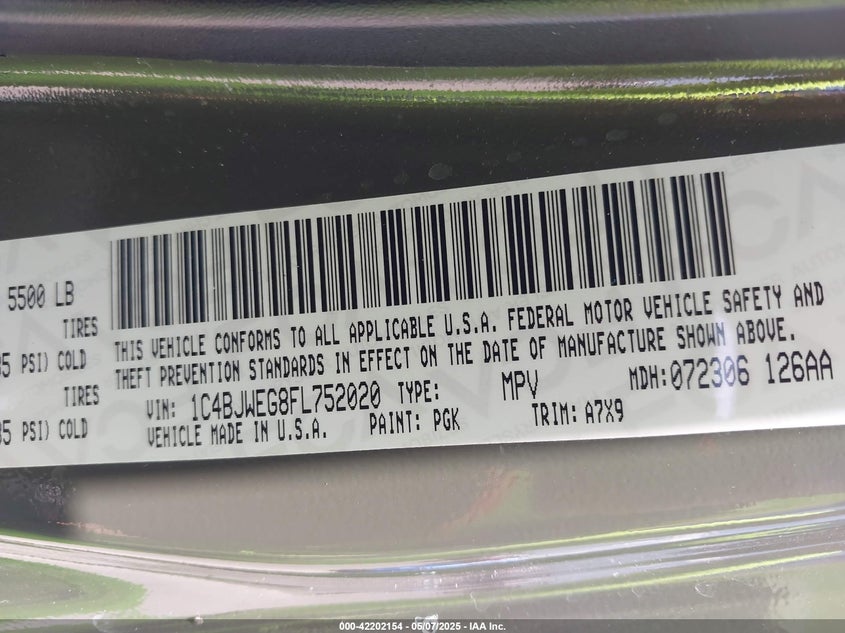 5500 LB
TIRES
35 PSI) COLD
TIRES
35 PSI) COLD
THIS VEHICLE CONFORMS TO ALL APPLICABLE U.S.A. FEDERAL MOTOR VEHICLE SAFETY AND
THEFT PREVENTION STANDARDS IN EFFECT ON THE DATE OF MANUFACTURE SHOWN ABOVE.
VIN: 1C4BJWEG8FL752020 TYPE: MPV MDH:072306 126AA
VEHICLE MADE IN U.S.A. PAINT: PGK TRIM: A7X9
000-42202154 - 05/07/2025 - IAA Inc.